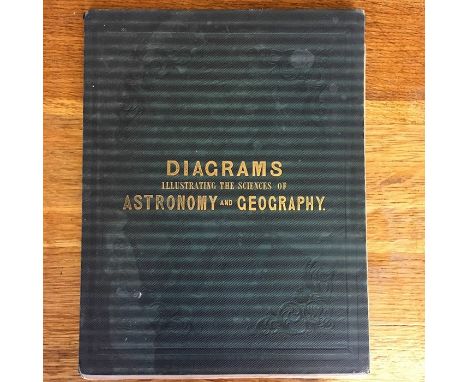 DIAGRAMS
ILLUSTRATING THE SCIENCES OF
ASTRONOMY AND GEOGRAPHY.